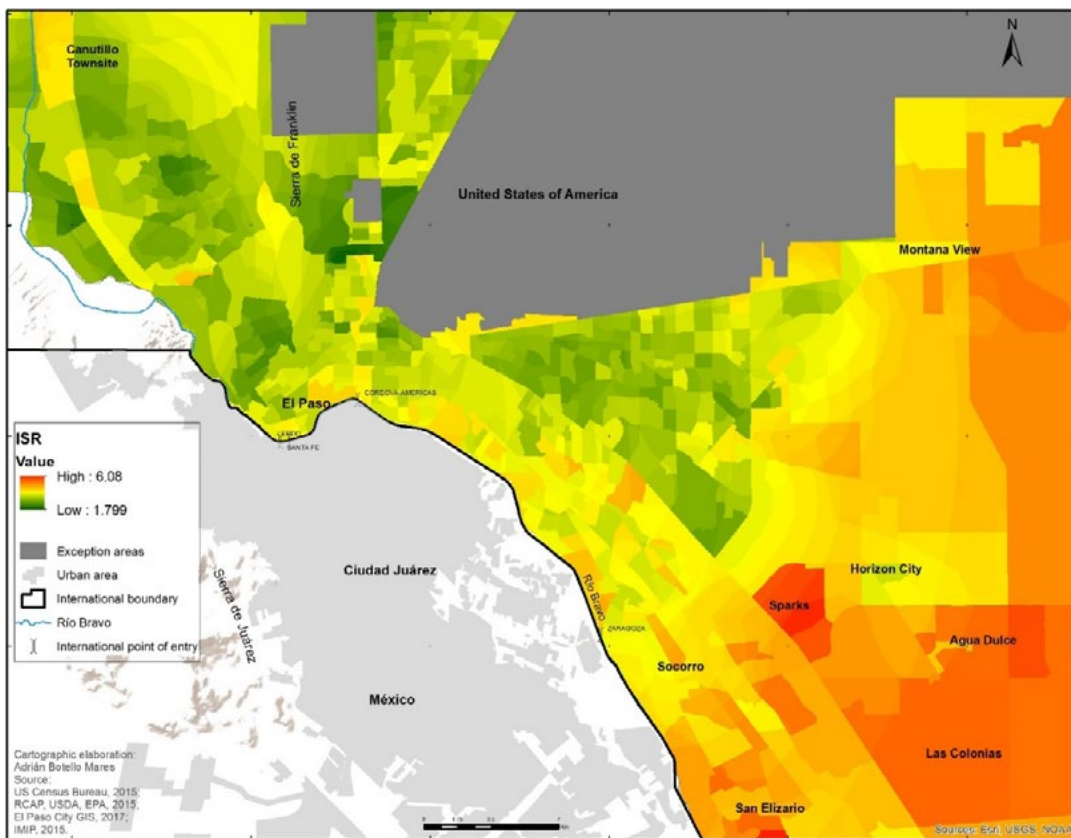 N
Canutillo
Townsite
Sierra de Franklin
United States of America
Montana View
El Paso
CORDOVA-AMERICAS
SANTA FE
ISR
Value
High : 6.08
Low : 1.799
Exception areas
Urban area
International boundary
Río Bravo
International point of entry
Ciudad Juárez
Sierra de Juárez
México
Río Bravo
ZARAGOZA
Horizon City
Sparks
Agua Dulce
Socorro
Las Colonias
San Elizario
Cartographic elaboration:
Adrián Botello Mares
Source:
US Census Bureau, 2015;
RCAP, USDA, EPA, 2015;
El Paso City GIS, 2017;
IMIP, 2015.
Sources: Esri, USGS, NOAA